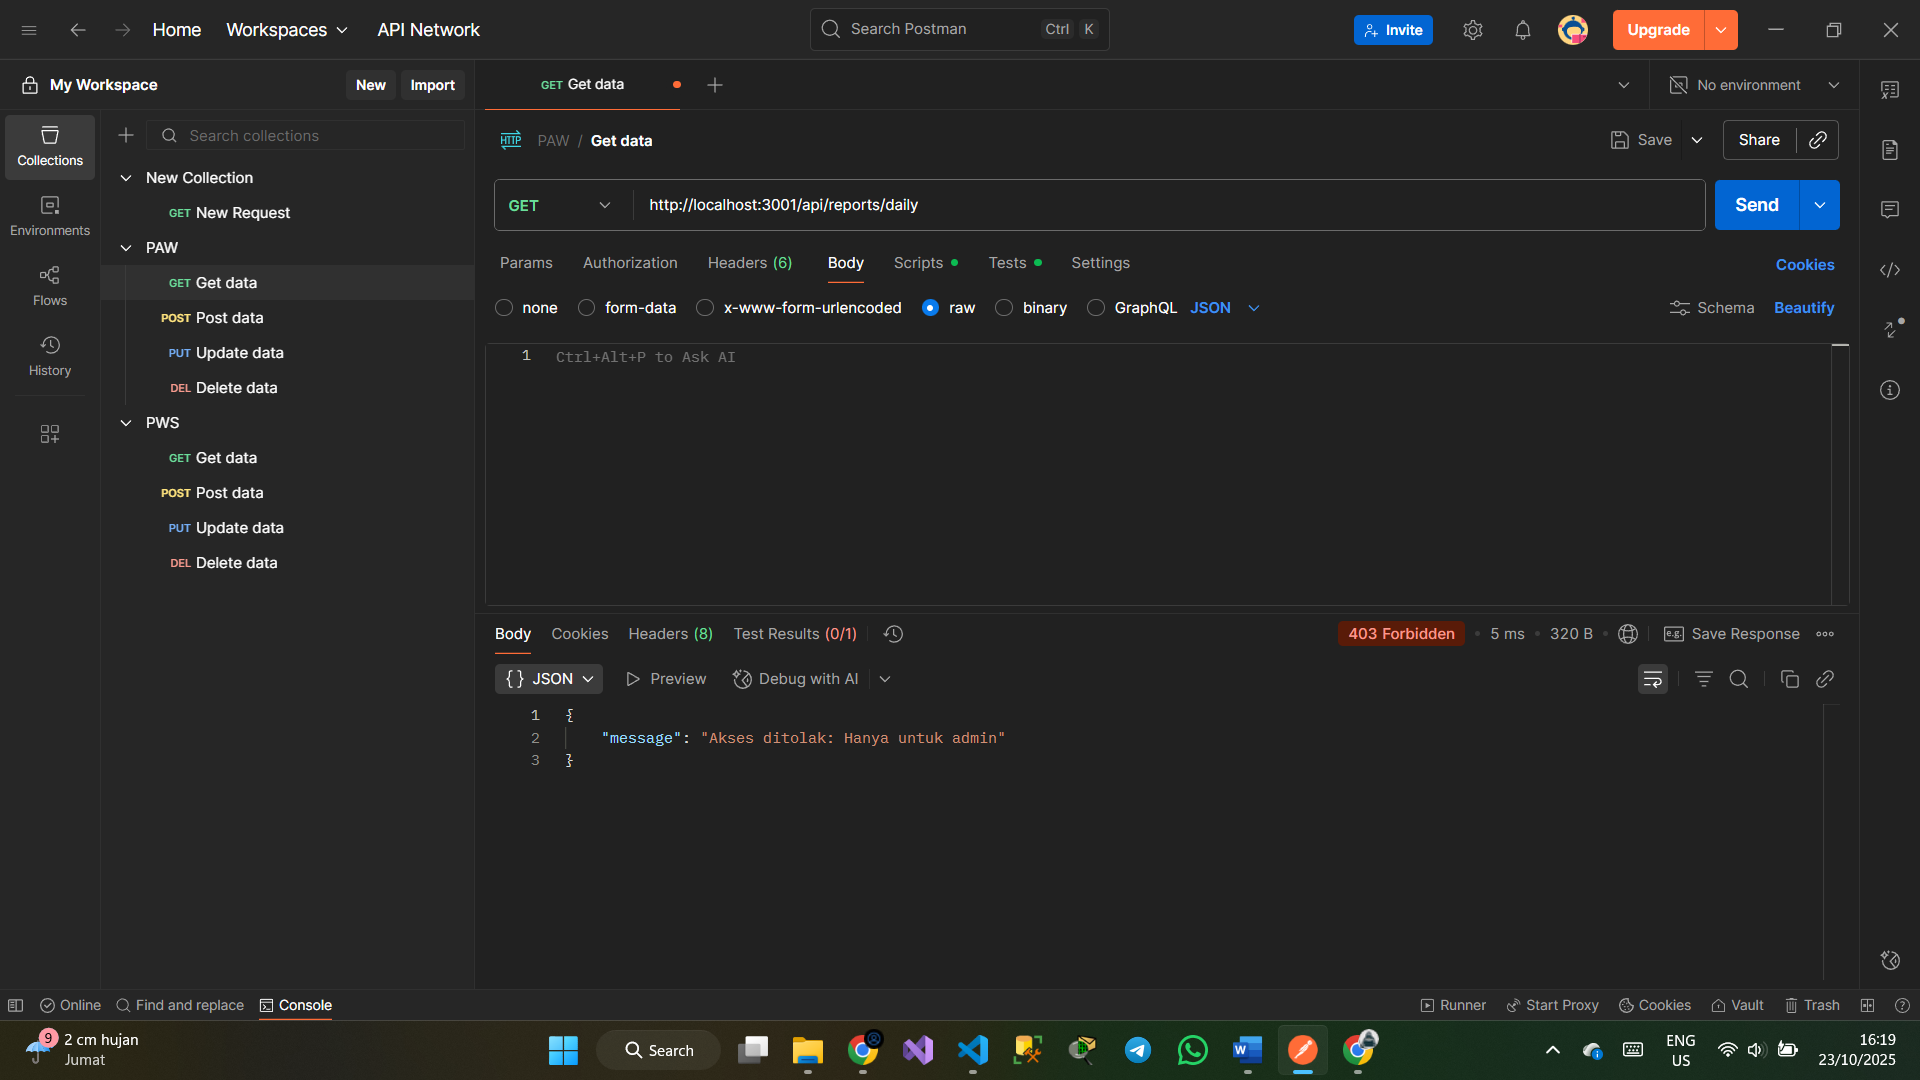 Home
Workspaces
API Network
Search Postman
Ctrl K
Invite
Upgrade
My Workspace
New
Import
GET Get data
No environment
Collections
Environments
Flows
History
Search collections
New Collection
GET New Request
PAW
GET Get data
POST Post data
PUT Update data
DEL Delete data
PWS
GET Get data
POST Post data
PUT Update data
DEL Delete data
HTTP PAW / Get data
Save
Share
GET
http://localhost:3001/api/reports/daily
Send
Params
Authorization
Headers (6)
Body
Scripts
Tests
Settings
Cookies
none
form-data
x-www-form-urlencoded
raw
binary
GraphQL
JSON
Schema
Beautify
1 Ctrl+Alt+P to Ask AI
Body
Cookies
Headers (8)
Test Results (0/1)
403 Forbidden
5 ms
320 B
e.g. Save Response
{} JSON
Preview
Debug with AI
1 {
2 "message": "Akses ditolak: Hanya untuk admin"
3 }
Online
Find and replace
Console
Runner
Start Proxy
Cookies
Vault
Trash
9
2 cm hujan
Jumat
Search
ENG
US
16:19
23/10/2025